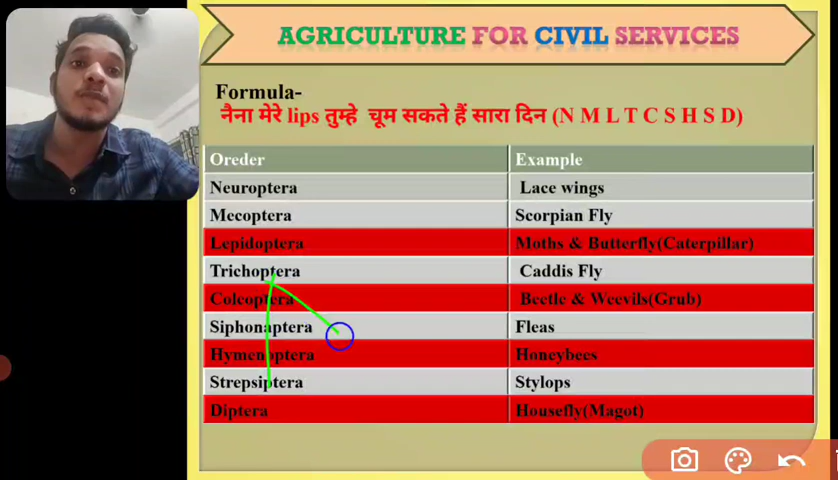 AGRICULTURE FOR CIVIL SERVICES
Formula-
नैना मेरे lips तुम्हे चूम सकते हैं सारा दिन (N M L T C S H S D)
Oreder Example
Neuroptera Lace wings
Mecoptera Scorpian Fly
Lepidoptera Moths & Butterfly(Caterpillar)
Trichoptera Caddis Fly
Coleoptera Beetle & Weevils(Grub)
Siphonaptera Fleas
Hymenoptera Honeybees
Strepsiptera Stylops
Diptera Housefly(Magot)